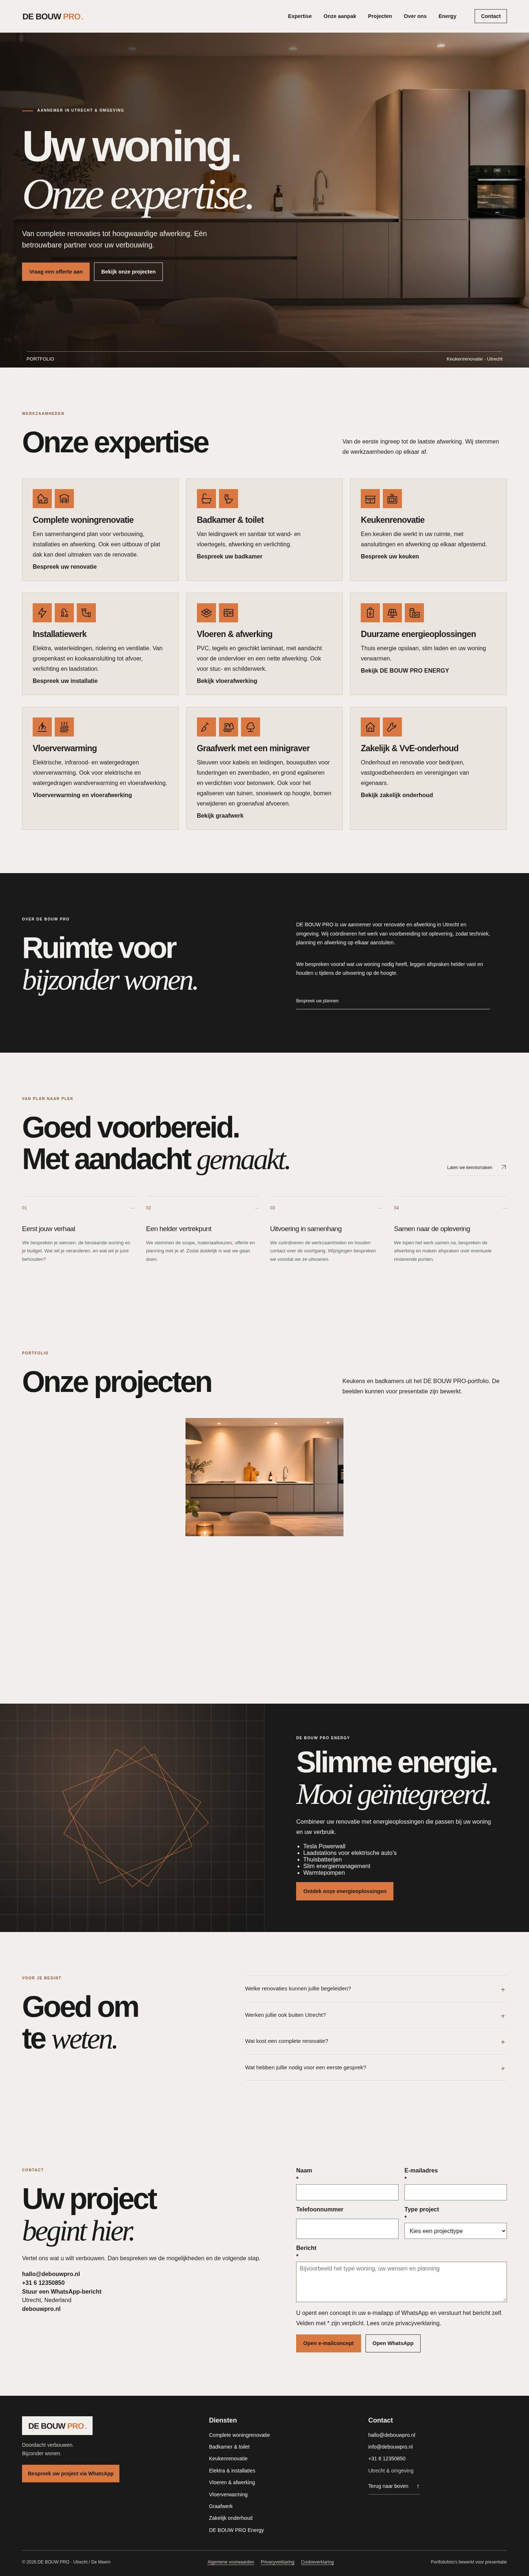 DE BOUW PRO.
Expertise
Onze aanpak
Projecten
Over ons
Energy
Contact
AANNEMER IN UTRECHT & OMGEVING
Uw woning.
Onze expertise.
Van complete renovaties tot hoogwaardige afwerking. Eén
betrouwbare partner voor uw verbouwing.
Vraag een offerte aan
Bekijk onze projecten
PORTFOLIO
Keukenrenovatie · Utrecht
WERKZAAMHEDEN
Onze expertise
Van de eerste ingreep tot de laatste afwerking. Wij stemmen
de werkzaamheden op elkaar af.
Complete woningrenovatie
Een samenhangend plan voor verbouwing,
installaties en afwerking. Ook een uitbouw of plat
dak kan deel uitmaken van de renovatie.
Bespreek uw renovatie
Badkamer & toilet
Van leidingwerk en sanitair tot wand- en
vloertegels, afwerking en verlichting.
Bespreek uw badkamer
Keukenrenovatie
Een keuken die werkt in uw ruimte, met
aansluitingen en afwerking op elkaar afgestemd.
Bespreek uw keuken
Installatiewerk
Elektra, waterleidingen, riolering en ventilatie. Van
groepenkast en kookaansluiting tot afvoer,
verlichting en laadstation.
Bespreek uw installatie
Vloeren & afwerking
PVC, tegels en geschikt laminaat, met aandacht
voor de ondervloer en een nette afwerking. Ook
voor stuc- en schilderwerk.
Bekijk vloerafwerking
Duurzame energieoplossingen
Thuis energie opslaan, slim laden en uw woning
verwarmen.
Bekijk DE BOUW PRO ENERGY
Vloerverwarming
Elektrische, infrarood- en watergedragen
vloerverwarming. Ook voor elektrische en
watergedragen wandverwarming en vloerafwerking.
Vloerverwarming en vloerafwerking
Graafwerk met een minigraver
Sleuven voor kabels en leidingen, bouwputten voor
funderingen en zwembaden, en grond egaliseren
en verdichten voor betonwerk. Ook voor het
egaliseren van tuinen, snoeiwerk op hoogte, bomen
verwijderen en groenafval afvoeren.
Bekijk graafwerk
Zakelijk & VvE-onderhoud
Onderhoud en renovatie voor bedrijven,
vastgoedbeheerders en verenigingen van
eigenaars.
Bekijk zakelijk onderhoud
OVER DE BOUW PRO
Ruimte voor
bijzonder wonen.
DE BOUW PRO is uw aannemer voor renovatie en afwerking in Utrecht en
omgeving. Wij coördineren het werk van voorbereiding tot oplevering, zodat techniek,
planning en afwerking op elkaar aansluiten.
We bespreken vooraf wat uw woning nodig heeft, leggen afspraken helder vast en
houden u tijdens de uitvoering op de hoogte.
Bespreek uw plannen
VAN PLAN NAAR PLEK
Goed voorbereid.
Met aandacht gemaakt.
Laten we kennismaken
01
Eerst jouw verhaal
We bespreken je wensen, de bestaande woning en
je budget. Wat wil je veranderen, en wat wil je juist
behouden?
02
Een helder vertrekpunt
We stemmen de scope, materiaalkeuzes, offerte en
planning met je af. Zodat duidelijk is wat we gaan
doen.
03
Uitvoering in samenhang
We coördineren de werkzaamheden en houden
contact over de voortgang. Wijzigingen bespreken
we voordat we ze uitvoeren.
04
Samen naar de oplevering
We lopen het werk samen na, bespreken de
afwerking en maken afspraken over eventuele
resterende punten.
PORTFOLIO
Onze projecten
Keukens en badkamers uit het DE BOUW PRO-portfolio. De
beelden kunnen voor presentatie zijn bewerkt.
DE BOUW PRO ENERGY
Slimme energie.
Mooi geïntegreerd.
Combineer uw renovatie met energieoplossingen die passen bij uw woning
en uw verbruik.
• Tesla Powerwall
• Laadstations voor elektrische auto's
• Thuisbatterijen
• Slim energiemanagement
• Warmtepompen
Ontdek onze energieoplossingen
VOOR JE BEGINT
Goed om
te weten.
Welke renovaties kunnen jullie begeleiden?
+
Werken jullie ook buiten Utrecht?
+
Wat kost een complete renovatie?
+
Wat hebben jullie nodig voor een eerste gesprek?
+
CONTACT
Uw project
begint hier.
Vertel ons wat u wilt verbouwen. Dan bespreken we de mogelijkheden en de volgende stap.
hallo@debouwpro.nl
+31 6 12350850
Stuur een WhatsApp-bericht
Utrecht, Nederland
debouwpro.nl
Naam
*
E-mailadres
*
Telefoonnummer
Type project
*
Kies een projecttype
Bericht
*
Bijvoorbeeld het type woning, uw wensen en planning
U opent een concept in uw e-mailapp of WhatsApp en verstuurt het bericht zelf.
Velden met * zijn verplicht. Lees onze privacyverklaring.
Open e-mailconcept
Open WhatsApp
DE BOUW PRO.
Doordacht verbouwen.
Bijzonder wonen.
Bespreek uw project via WhatsApp
Diensten
Complete woningrenovatie
Badkamer & toilet
Keukenrenovatie
Elektra & installaties
Vloeren & afwerking
Vloerverwarming
Graafwerk
Zakelijk onderhoud
DE BOUW PRO Energy
Contact
hallo@debouwpro.nl
info@debouwpro.nl
+31 6 12350850
Utrecht & omgeving
Terug naar boven ↑
© 2026 DE BOUW PRO · Utrecht / De Meern
Algemene voorwaarden
Privacyverklaring
Cookieverklaring
Portfoliofoto's bewerkt voor presentatie